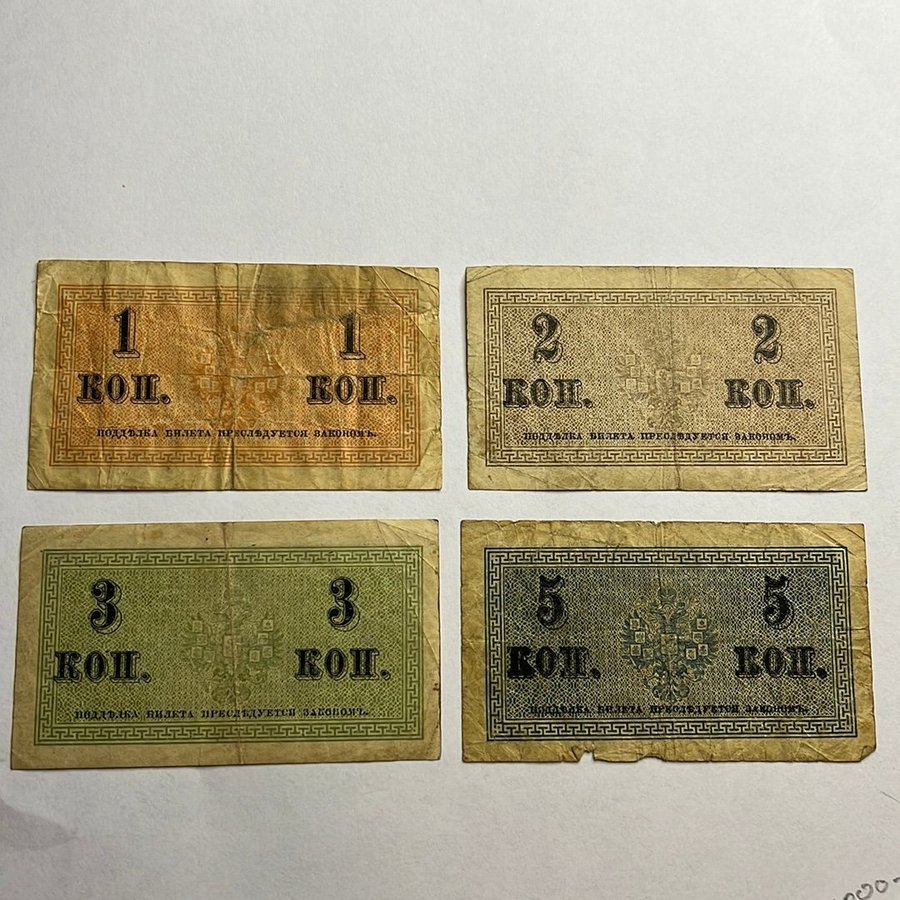 1 1
КОП. КОП.
ПОДДѢЛКА БИЛЕТА ПРЕСЛѢДУЕТСЯ ЗАКОНОМЪ.
2 2
КОП. КОП.
ПОДДѢЛКА БИЛЕТА ПРЕСЛѢДУЕТСЯ ЗАКОНОМЪ.
3 3
КОП. КОП.
ПОДДѢЛКА БИЛЕТА ПРЕСЛѢДУЕТСЯ ЗАКОНОМЪ.
5 5
КОП. КОП.
ПОДДѢЛКА БИЛЕТА ПРЕСЛѢДУЕТСЯ ЗАКОНОМЪ.